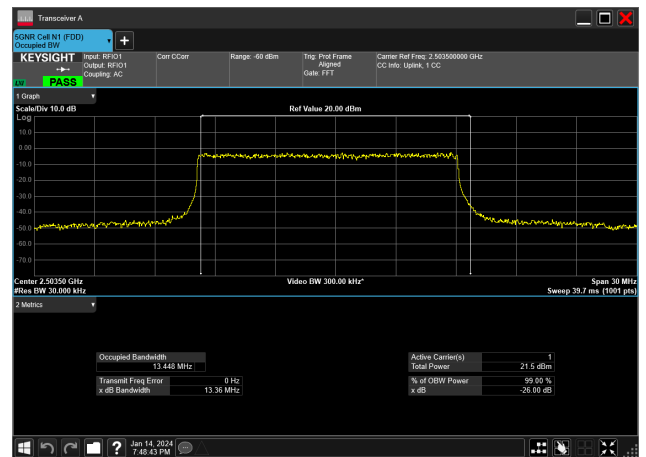 Transceiver A
5GNR Cell N1 (FDD)
Occupied BW
KEYSIGHT
Input: RFIO1
Output: RFIO1
Coupling: AC
Corr CCorr
Range: -60 dBm
Trig: Prot Frame
Aligned
Gate: FFT
Carrier Ref Freq: 2.503500000 GHz
CC Info: Uplink, 1 CC
PASS
1 Graph
Scale/Div 10.0 dB
Ref Value 20.00 dBm
Log
10.0
0.00
-10.0
-20.0
-30.0
-40.0
-50.0
-60.0
-70.0
Center 2.50350 GHz
Video BW 300.00 kHz*
Span 30 MHz
#Res BW 30.000 kHz
Sweep 39.7 ms (1001 pts)
2 Metrics
Occupied Bandwidth
13.448 MHz
Active Carrier(s) 1
Total Power 21.5 dBm
Transmit Freq Error 0 Hz
x dB Bandwidth 13.36 MHz
% of OBW Power 99.00 %
x dB -26.00 dB
Jan 14, 2024
7:48:43 PM